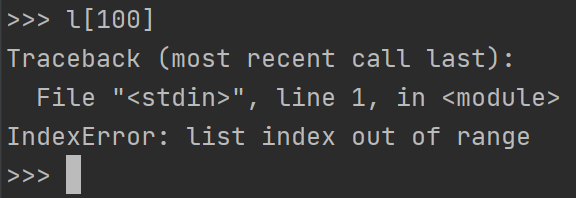 >>> l[100]
Traceback (most recent call last):
  File "<stdin>", line 1, in <module>
IndexError: list index out of range
>>>